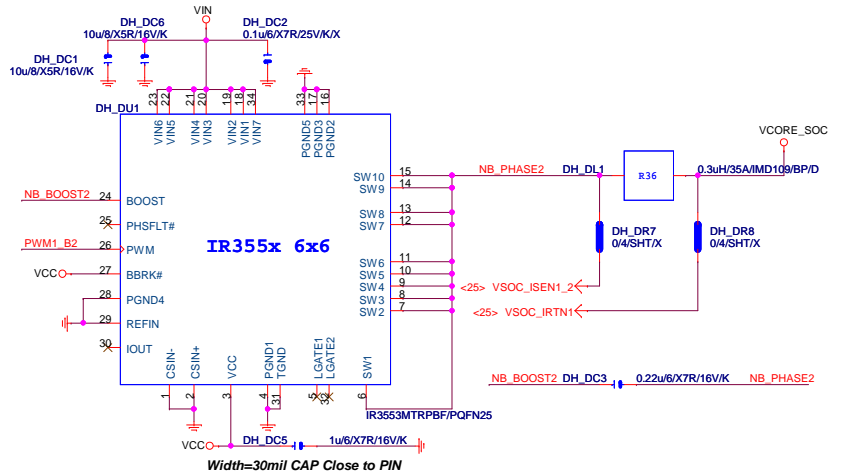 VIN
DH_DC6
10u/8/X5R/16V/K
DH_DC2
0.1u/6/X7R/25V/K/X
DH_DC1
10u/8/X5R/16V/K
DH_DU1
23 22 21 20 19 18 34 33 17 16
VIN6 VIN5 VIN4 VIN3 VIN2 VIN1 VIN7 PGND5 PGND3 PGND2
VCORE_SOC
NB_BOOST2 24 BOOST
25 PHSFLT#
PWM1_B2 26 PWM
VCC 27 BBRK#
28 PGND4
29 REFIN
30 IOUT
IR355x 6x6
SW10 15 NB_PHASE2
SW9 14
SW8 13
SW7 12
SW6 11
SW5 10
SW4 9
SW3 8
SW2 7
DH_DL1 R36 0.3uH/35A/IMD109/BP/D
DH_DR7
0/4/SHT/X
DH_DR8
0/4/SHT/X
<25> VSOC_ISEN1_2
<25> VSOC_IRTN1
CSIN- CSIN+ VCC PGND1 TGND LGATE1 LGATE2 SW1
1 2 3 4 31 5 32 6
IR3553MTRPBF/PQFN25
NB_BOOST2 DH_DC3 0.22u/6/X7R/16V/K NB_PHASE2
VCC DH_DC5 1u/6/X7R/16V/K
Width=30mil CAP Close to PIN